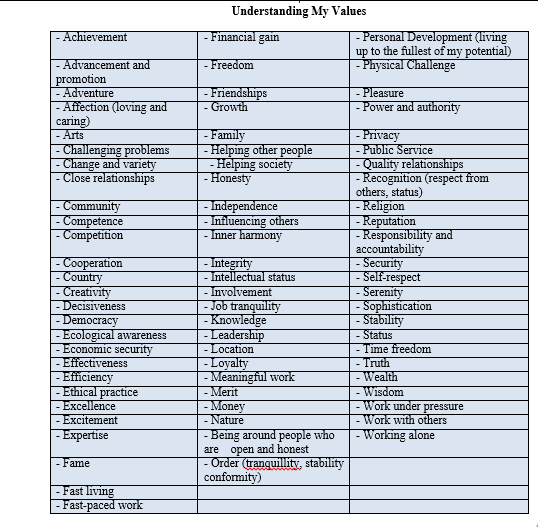 Understanding My Values
- Achievement
- Financial gain
- Personal Development (living
up to the fullest of my potential)
- Advancement and
promotion
- Freedom
- Physical Challenge
- Adventure
- Friendships
- Pleasure
- Affection (loving and
caring)
- Growth
- Power and authority
- Arts
- Family
- Privacy
- Challenging problems
- Helping other people
- Public Service
- Change and variety
- Helping society
- Quality relationships
- Close relationships
- Honesty
- Recognition (respect from
others, status)
- Community
- Independence
- Religion
- Competence
- Influencing others
- Reputation
- Competition
- Inner harmony
- Responsibility and
accountability
- Cooperation
- Integrity
- Security
- Country
- Intellectual status
- Self-respect
- Creativity
- Involvement
- Serenity
- Decisiveness
- Job tranquility
- Sophistication
- Democracy
- Knowledge
- Stability
- Ecological awareness
- Leadership
- Status
- Economic security
- Location
- Time freedom
- Effectiveness
- Loyalty
- Truth
- Efficiency
- Meaningful work
- Wealth
- Ethical practice
- Merit
- Wisdom
- Excellence
- Money
- Work under pressure
- Excitement
- Nature
- Work with others
- Expertise
- Being around people who
are open and honest
- Working alone
- Fame
- Order (tranquillity, stability
conformity)
- Fast living
- Fast-paced work